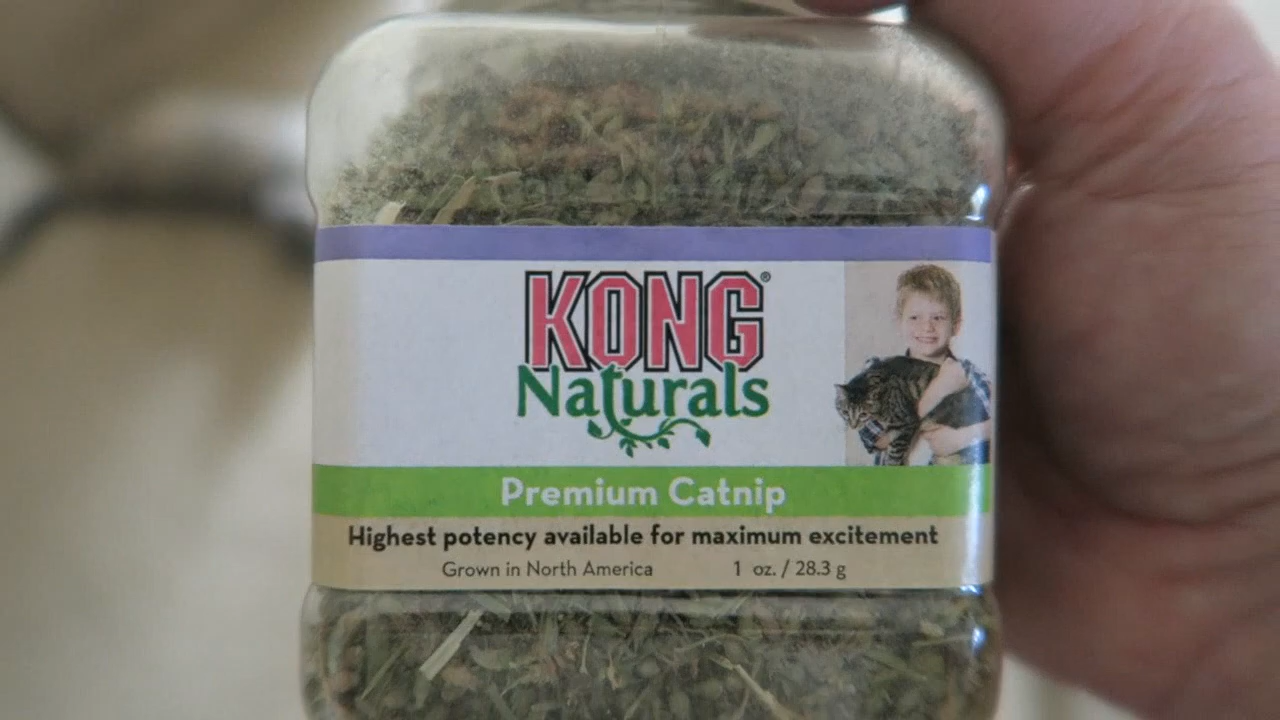 KONG®
Naturals
Premium Catnip
Highest potency available for maximum excitement
Grown in North America 1 oz. / 28.3 g